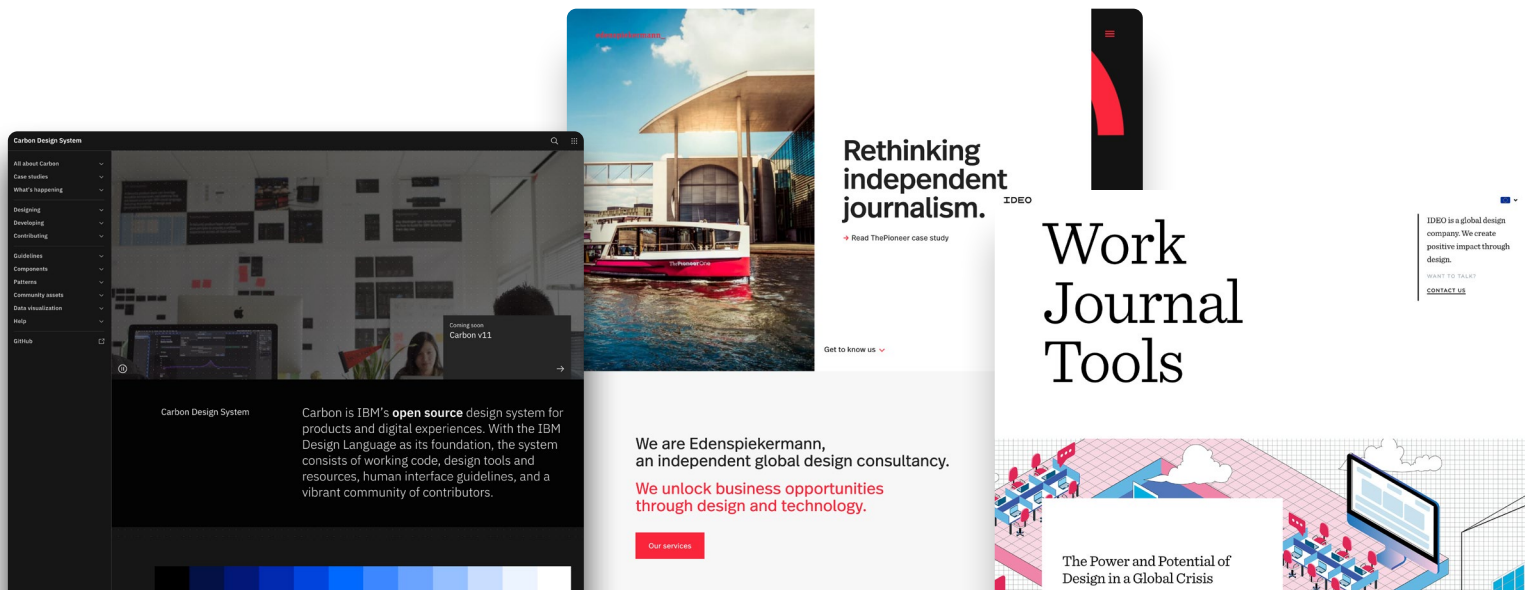 Carbon Design System
All about Carbon
Case studies
What's happening
Designing
Developing
Contributing
Guidelines
Components
Patterns
Community assets
Data visualization
Help
GitHub
Coming soon
Carbon v11
Carbon Design System
Carbon is IBM's open source design system for
products and digital experiences. With the IBM
Design Language as its foundation, the system
consists of working code, design tools and
resources, human interface guidelines, and a
vibrant community of contributors.
edenspiekermann_
ThePioneerOne
Rethinking
independent
journalism.
→ Read ThePioneer case study
Get to know us
We are Edenspiekermann,
an independent global design consultancy.
We unlock business opportunities
through design and technology.
Our services
IDEO
Work
Journal
Tools
IDEO is a global design
company. We create
positive impact through
design.
WANT TO TALK?
CONTACT US
The Power and Potential of
Design in a Global Crisis